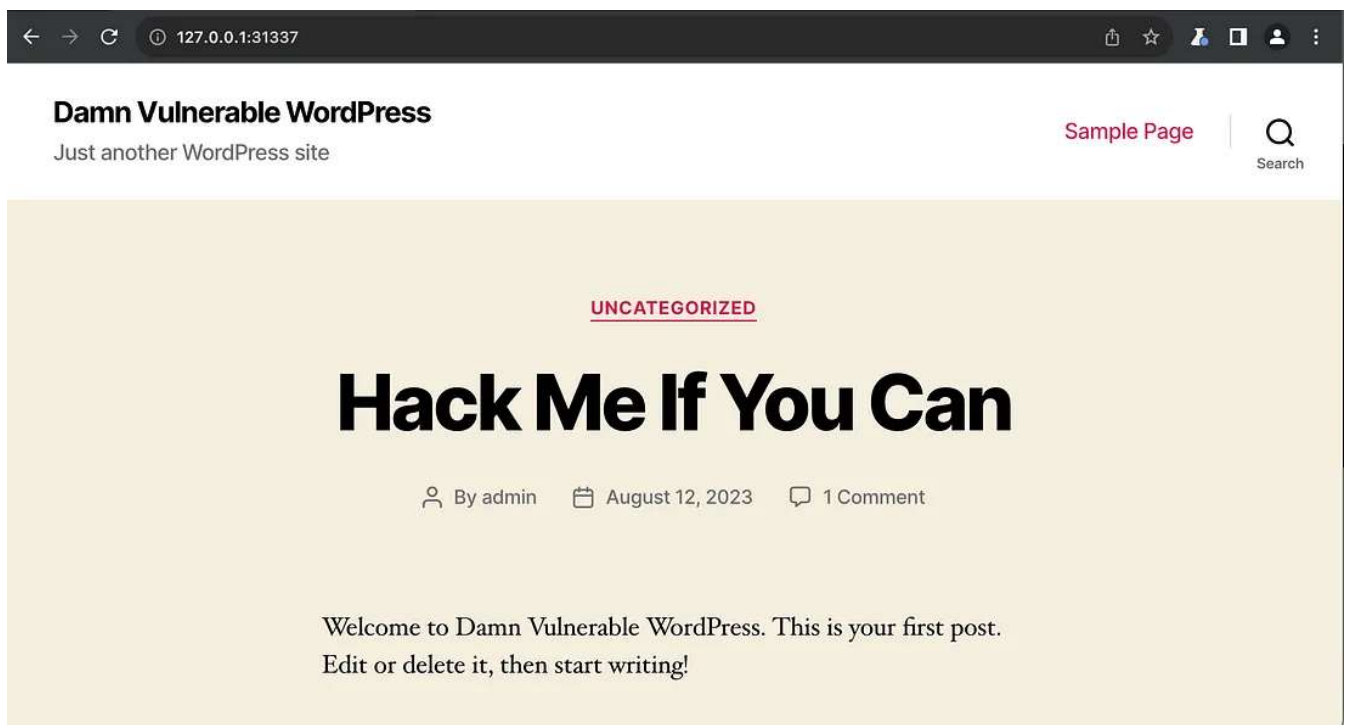 127.0.0.1:31337
Damn Vulnerable WordPress
Just another WordPress site
Sample Page
Search
UNCATEGORIZED
Hack Me If You Can
By admin August 12, 2023 1 Comment
Welcome to Damn Vulnerable WordPress. This is your first post.
Edit or delete it, then start writing!